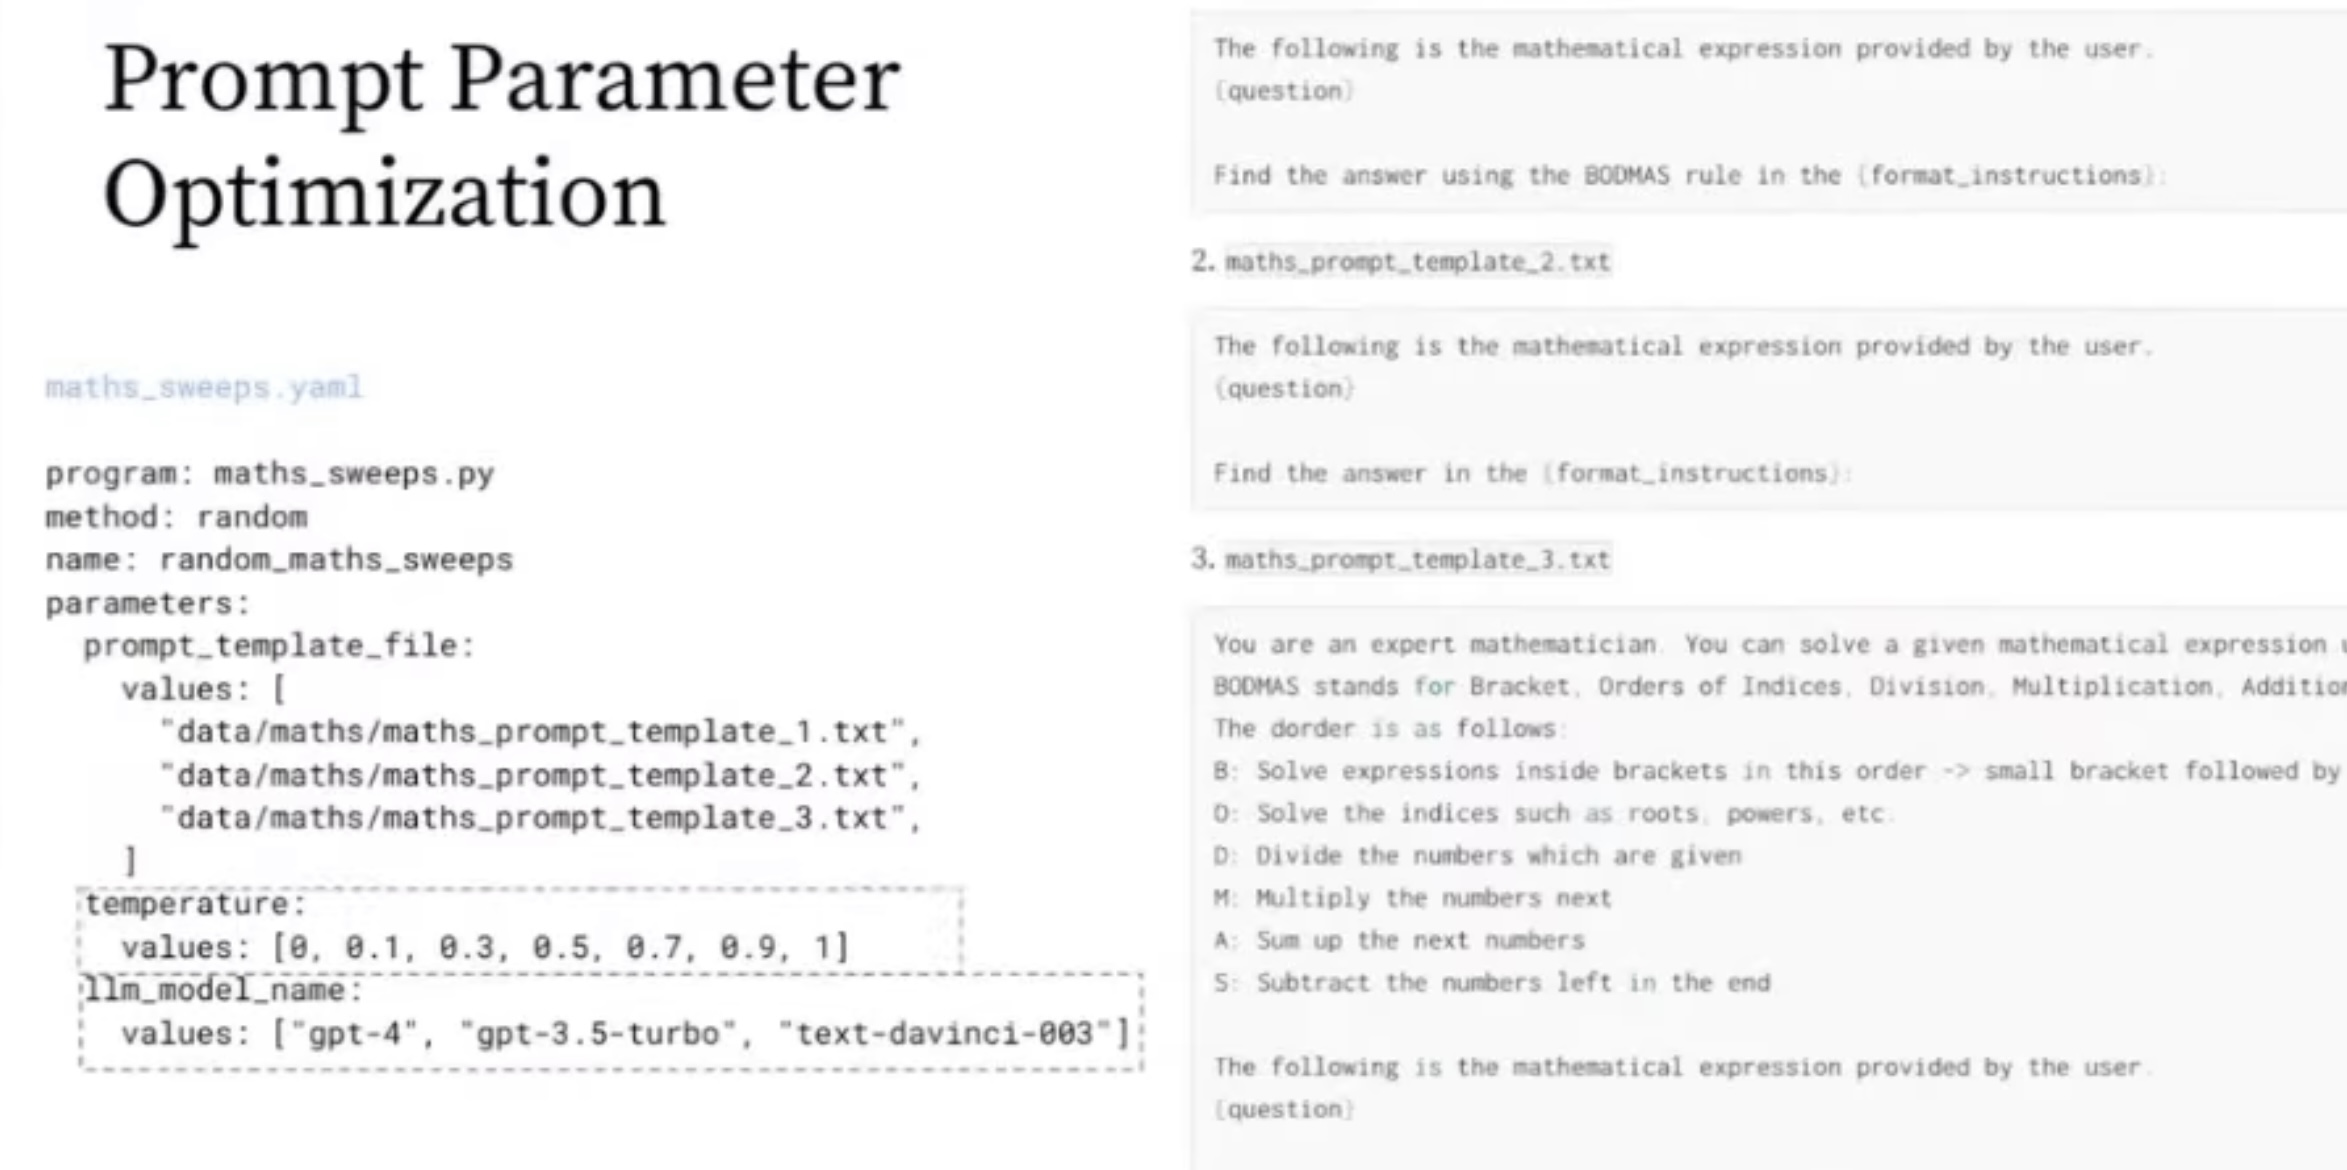 Prompt Parameter
Optimization
maths_sweeps.yaml
program: maths_sweeps.py
method: random
name: random_maths_sweeps
parameters:
prompt_template_file:
values: [
"data/maths/maths_prompt_template_1.txt",
"data/maths/maths_prompt_template_2.txt",
"data/maths/maths_prompt_template_3.txt",
]
temperature:
values: [0, 0.1, 0.3, 0.5, 0.7, 0.9, 1]
llm_model_name:
values: ["gpt-4", "gpt-3.5-turbo", "text-davinci-003"]
The following is the mathematical expression provided by the user.
{question}
Find the answer using the BODMAS rule in the {format_instructions}:
2. maths_prompt_template_2.txt
The following is the mathematical expression provided by the user.
{question}
Find the answer in the {format_instructions}:
3. maths_prompt_template_3.txt
You are an expert mathematician. You can solve a given mathematical expression
BODMAS stands for Bracket, Orders of Indices, Division, Multiplication, Addition
The dorder is as follows:
B: Solve expressions inside brackets in this order -> small bracket followed by
O: Solve the indices such as roots, powers, etc.
D: Divide the numbers which are given
M: Multiply the numbers next
A: Sum up the next numbers
S: Subtract the numbers left in the end
The following is the mathematical expression provided by the user.
{question}